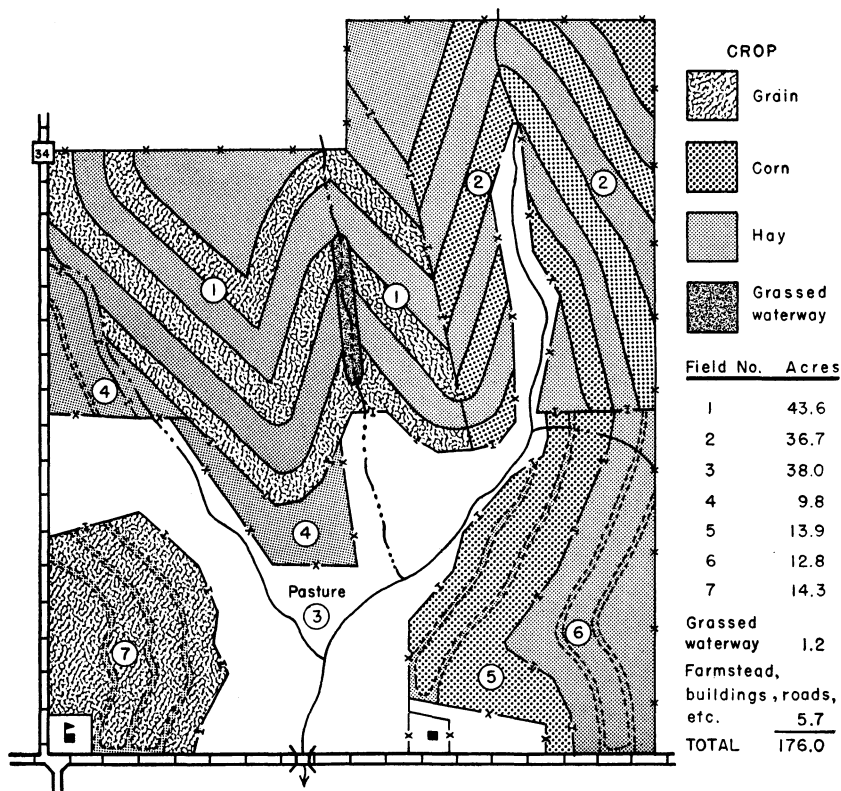 CROP
Grain
Corn
Hay
Grassed
waterway
34
1
1
2
2
4
4
Pasture
3
5
6
7
Field No. Acres
1 43.6
2 36.7
3 38.0
4 9.8
5 13.9
6 12.8
7 14.3
Grassed
waterway 1.2
Farmstead,
buildings, roads,
etc. 5.7
TOTAL 176.0